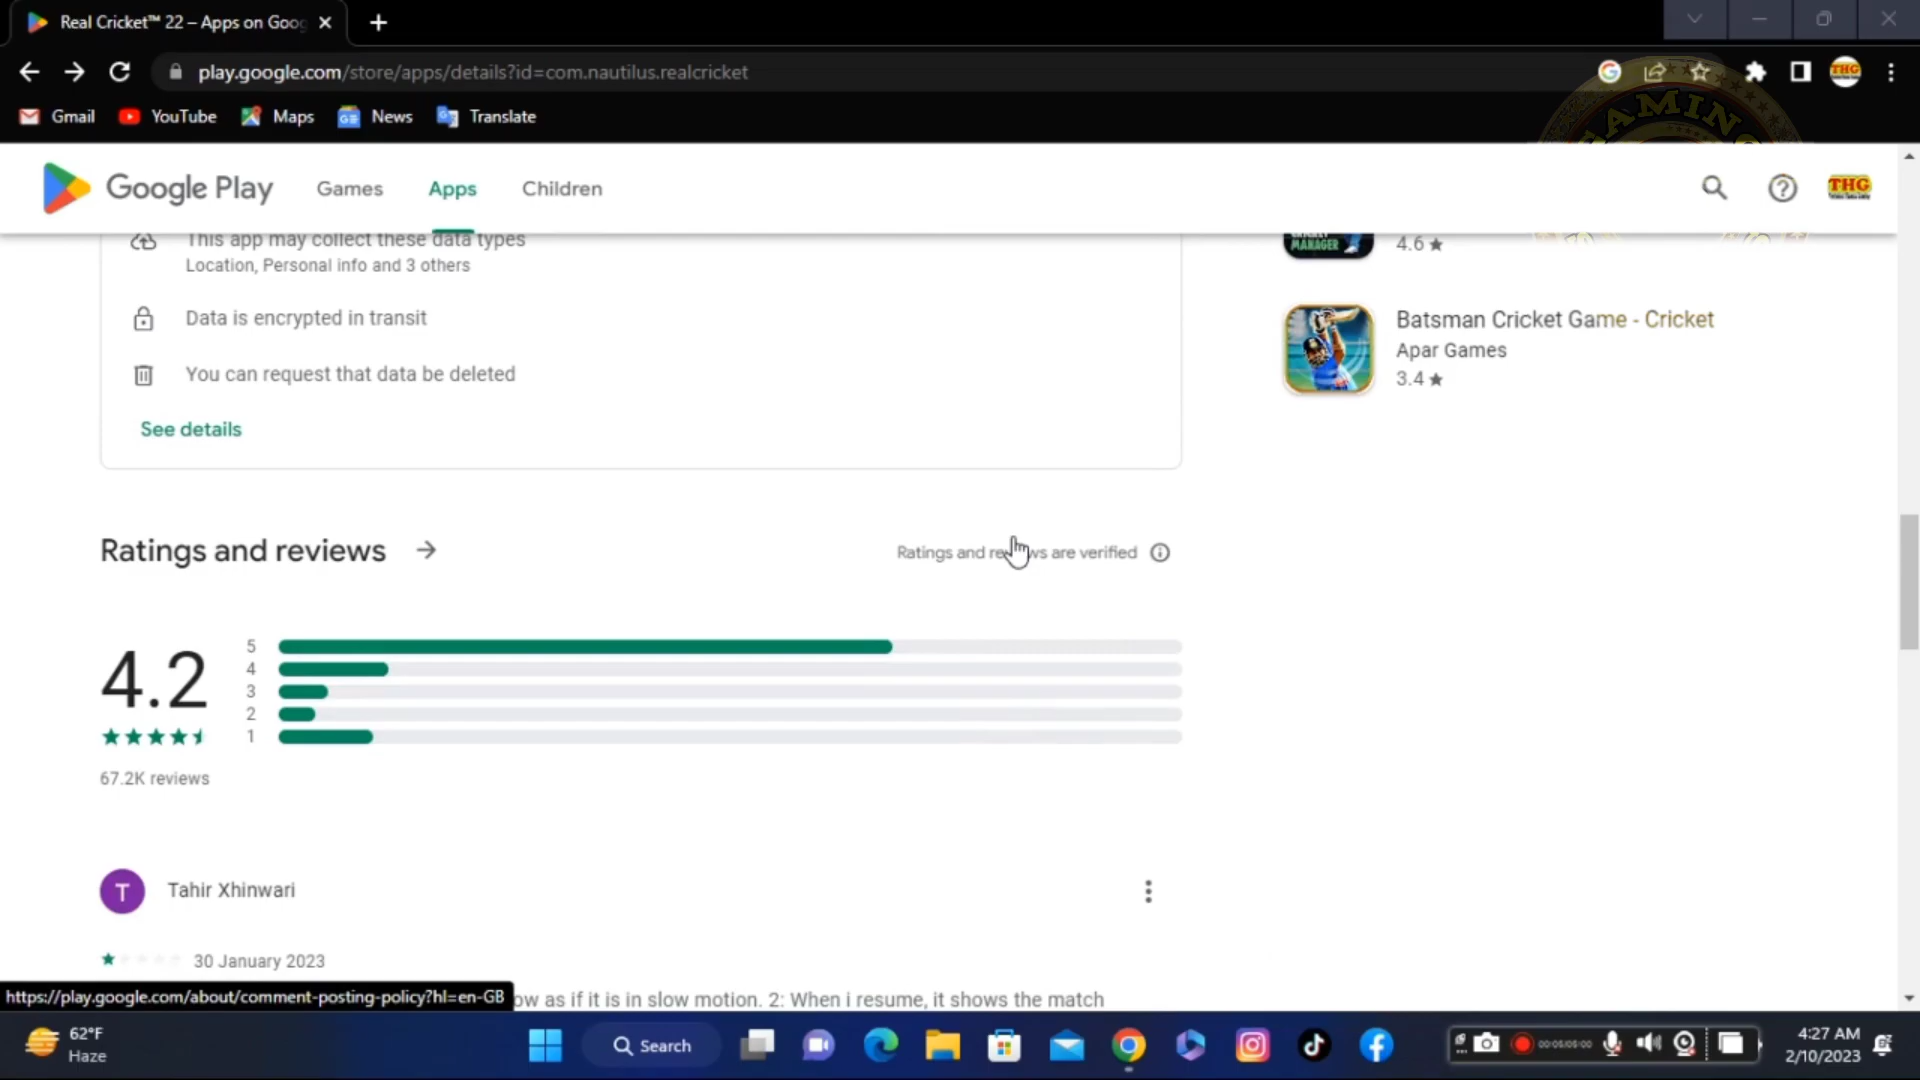 Real Cricket™ 22 – Apps on Goog
play.google.com/store/apps/details?id=com.nautilus.realcricket
THG
Gmail
YouTube
Maps
News
Translate
GAMING
Google Play
Games
Apps
Children
THG
This app may collect these data types
Location, Personal info and 3 others
MANAGER
4.6 ★
Data is encrypted in transit
Batsman Cricket Game - Cricket
Apar Games
3.4 ★
You can request that data be deleted
See details
Ratings and reviews
Ratings and reviews are verified
4.2
5
4
3
2
1
67.2K reviews
T
Tahir Xhinwari
30 January 2023
https://play.google.com/about/comment-posting-policy?hl=en-GB
ow as if it is in slow motion. 2: When i resume, it shows the match
62°F
Haze
Search
4:27 AM
2/10/2023